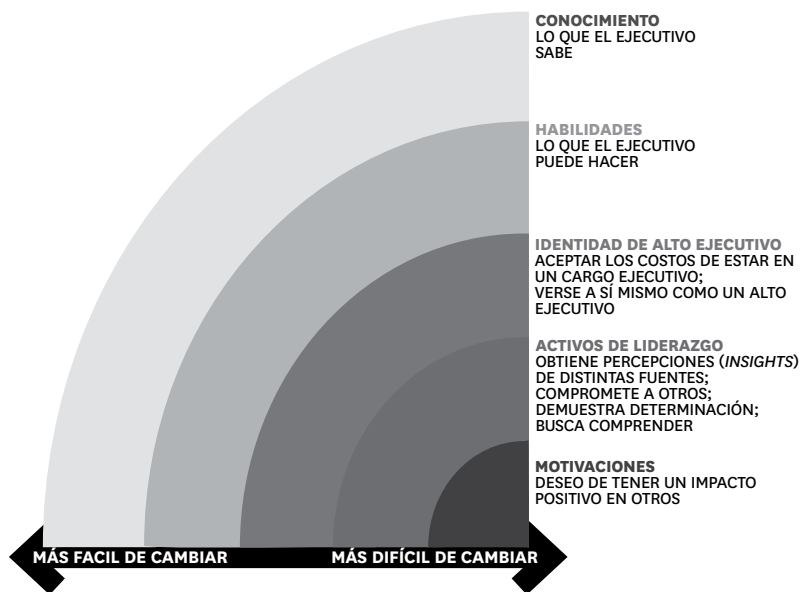 CONOCIMIENTO
LO QUE EL EJECUTIVO
SABE
HABILIDADES
LO QUE EL EJECUTIVO
PUEDE HACER
IDENTIDAD DE ALTO EJECUTIVO
ACEPTAR LOS COSTOS DE ESTAR EN
UN CARGO EJECUTIVO;
VERSE A SÍ MISMO COMO UN ALTO
EJECUTIVO
ACTIVOS DE LIDERAZGO
OBTIENE PERCEPCIONES (INSIGHTS)
DE DISTINTAS FUENTES;
COMPROMETE A OTROS;
DEMUESTRA DETERMINACIÓN;
BUSCA COMPRENDER
MOTIVACIONES
DESEO DE TENER UN IMPACTO
POSITIVO EN OTROS
MÁS FACIL DE CAMBIAR
MÁS DIFÍCIL DE CAMBIAR